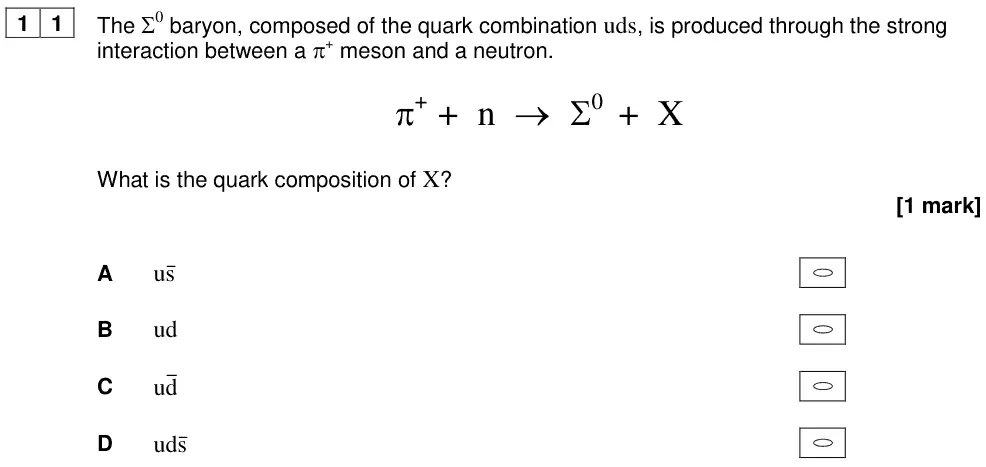 1 1 The Σ⁰ baryon, composed of the quark combination uds, is produced through the strong
interaction between a π⁺ meson and a neutron.
π⁺ + n → Σ⁰ + X
What is the quark composition of X?
[1 mark]
A us̄
B ud
C ud̄
D uds̄